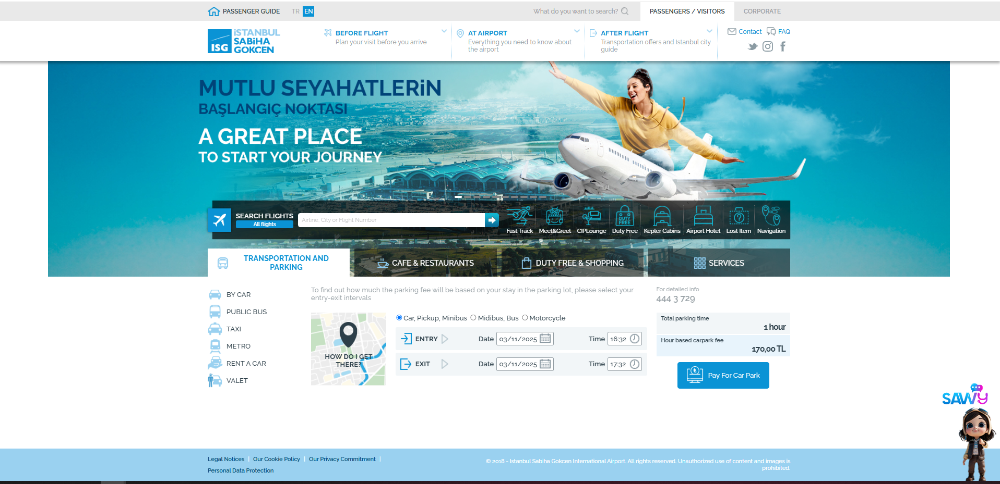 PASSENGER GUIDE
TR EN
What do you want to search?
PASSENGERS / VISITORS
CORPORATE
ISG
iSTANBUL
SABiHA
GÖKÇEN
BEFORE FLIGHT
Plan your visit before you arrive
AT AIRPORT
Everything you need to know about
the airport
AFTER FLIGHT
Transportation offers and Istanbul city
guide
Contact
FAQ
MUTLU SEYAHATLERiN
BAŞLANGIÇ NOKTASI
A GREAT PLACE
TO START YOUR JOURNEY
SEARCH FLIGHTS
All flights
Airline, City or Flight Number
Fast Track
Meet&Greet
CIPLounge
DUTY
FREE
Duty Free
Kepler Cabins
Airport Hotel
Lost Item
Navigation
TRANSPORTATION AND
PARKING
CAFE & RESTAURANTS
DUTY FREE & SHOPPING
SERVICES
BY CAR
PUBLIC BUS
TAXI
METRO
RENT A CAR
VALET
To find out how much the parking fee will be based on your stay in the parking lot, please select your
entry-exit intervals
HOW DO I GET
THERE?
Car, Pickup, Minibus
Midibus, Bus
Motorcycle
ENTRY
Date 03/11/2025
Time 16:32
EXIT
Date 03/11/2025
Time 17:32
For detailed info
444 3 729
Total parking time
1 hour
Hour based carpark fee
170,00 TL
Pay For Car Park
SAVVY
Legal Notices | Our Cookie Policy | Our Privacy Commitment |
Personal Data Protection
© 2018 - Istanbul Sabiha Gokcen International Airport. All rights reserved. Unauthorized use of content and images is
prohibited.